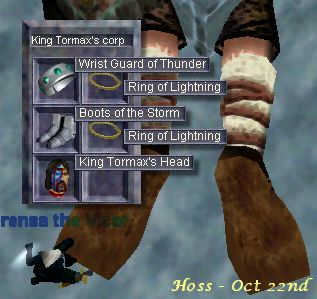 King Tormax's corp
Wrist Guard of Thunder
Ring of Lightning
Boots of the Storm
Ring of Lightning
King Tormax's Head
Hoss - Oct 22nd